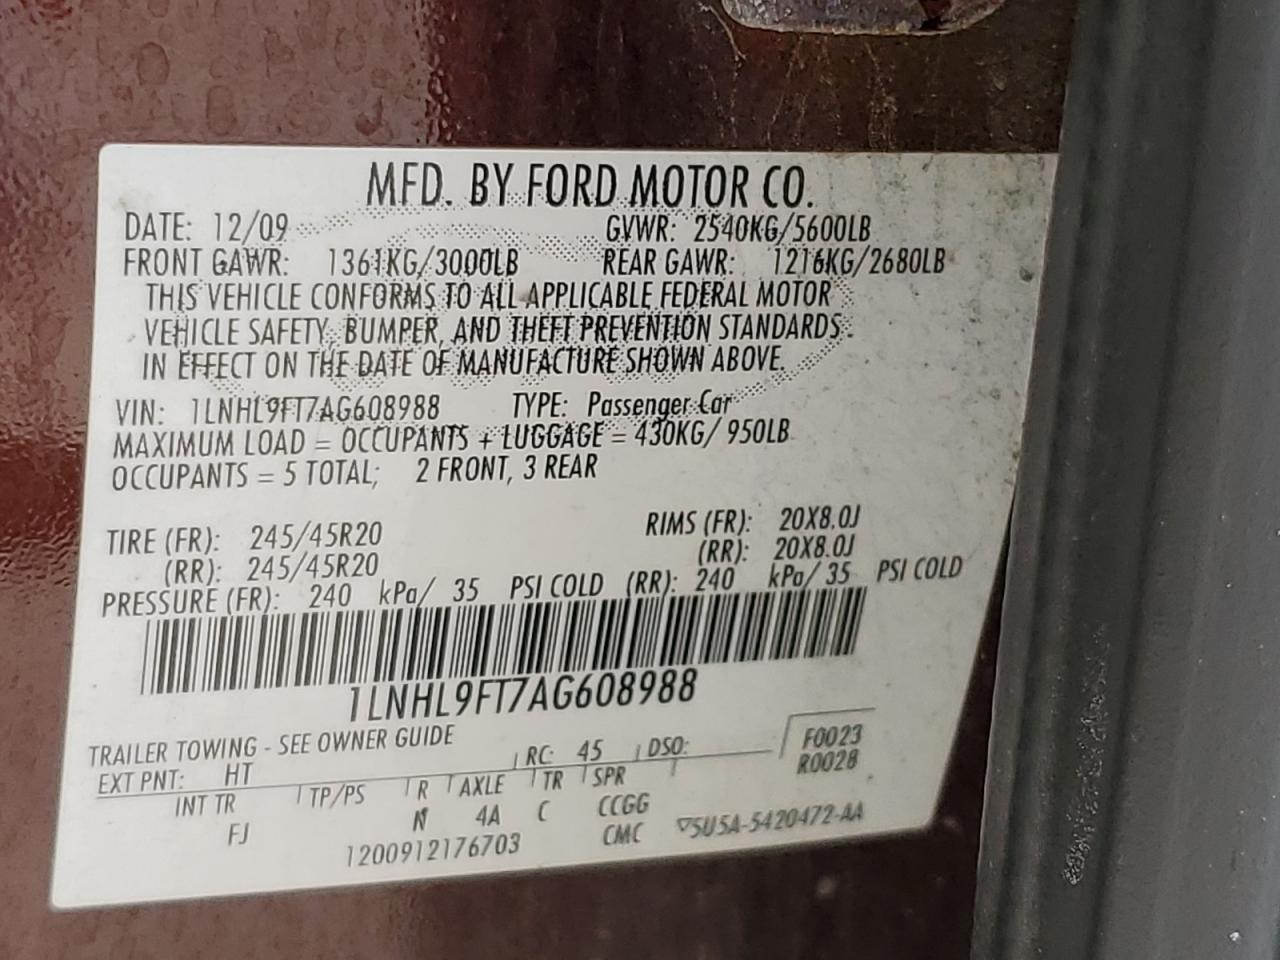 MFD. BY FORD MOTOR CO.
DATE: 12/09 GVWR: 2540KG/5600LB
FRONT GAWR: 1361KG/3000LB REAR GAWR: 1216KG/2680LB
THIS VEHICLE CONFORMS TO ALL APPLICABLE FEDERAL MOTOR
VEHICLE SAFETY, BUMPER, AND THEFT PREVENTION STANDARDS
IN EFFECT ON THE DATE OF MANUFACTURE SHOWN ABOVE.
VIN: 1LNHL9FT7AG608988 TYPE: Passenger Car
MAXIMUM LOAD = OCCUPANTS + LUGGAGE = 430KG/ 950LB
OCCUPANTS = 5 TOTAL; 2 FRONT, 3 REAR
TIRE (FR): 245/45R20 RIMS (FR): 20X8.0J
(RR): 245/45R20 (RR): 20X8.0J
PRESSURE (FR): 240 kPa/ 35 PSI COLD (RR): 240 kPa/ 35 PSI COLD
1LNHL9FT7AG608988
TRAILER TOWING - SEE OWNER GUIDE
EXT PNT: HT RC: 45 DSO: F0023
R0028
INT TR TP/PS R AXLE TR SPR
FJ N 4A C CCGG
1200912176703 CMC 5U5A-5420472-AA